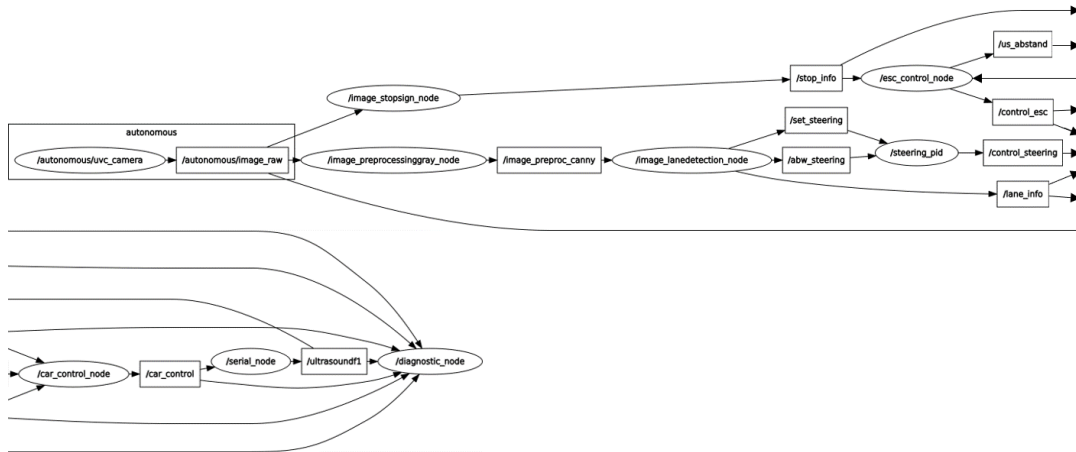 /us_abstand
/stop_info
/esc_control_node
/image_stopsign_node
/control_esc
/set_steering
autonomous
/autonomous/uvc_camera
/autonomous/image_raw
/image_preprocessinggray_node
/image_preproc_canny
/image_lanedetection_node
/abw_steering
/steering_pid
/control_steering
/lane_info
/car_control_node
/car_control
/serial_node
/ultrasoundf1
/diagnostic_node